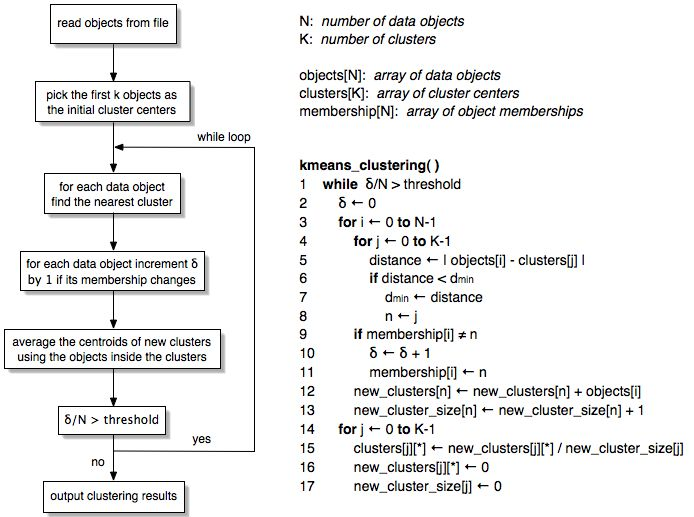 read objects from file
pick the first k objects as
the initial cluster centers
while loop
for each data object
find the nearest cluster
for each data object increment δ
by 1 if its membership changes
average the centroids of new clusters
using the objects inside the clusters
δ/N > threshold
yes
no
output clustering results
N: number of data objects
K: number of clusters
objects[N]: array of data objects
clusters[K]: array of cluster centers
membership[N]: array of object memberships
kmeans_clustering( )
1 while δ/N > threshold
2 δ ← 0
3 for i ← 0 to N-1
4 for j ← 0 to K-1
5 distance ← | objects[i] - clusters[j] |
6 if distance < dmin
7 dmin ← distance
8 n ← j
9 if membership[i] ≠ n
10 δ ← δ + 1
11 membership[i] ← n
12 new_clusters[n] ← new_clusters[n] + objects[i]
13 new_cluster_size[n] ← new_cluster_size[n] + 1
14 for j ← 0 to K-1
15 clusters[j][*] ← new_clusters[j][*] / new_cluster_size[j]
16 new_clusters[j][*] ← 0
17 new_cluster_size[j] ← 0